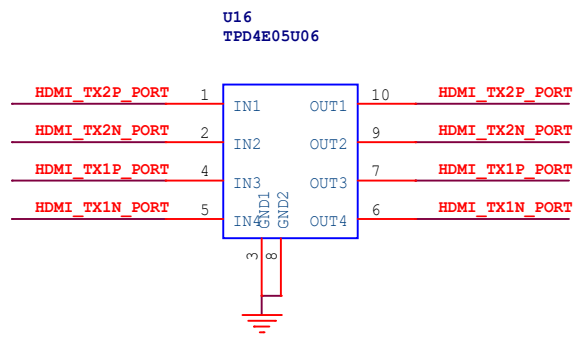 U16
TPD4E05U06
HDMI_TX2P_PORT 1 IN1 OUT1 10 HDMI_TX2P_PORT
HDMI_TX2N_PORT 2 IN2 OUT2 9 HDMI_TX2N_PORT
HDMI_TX1P_PORT 4 IN3 OUT3 7 HDMI_TX1P_PORT
HDMI_TX1N_PORT 5 IN4 OUT4 6 HDMI_TX1N_PORT
GND1
GND2
3
8